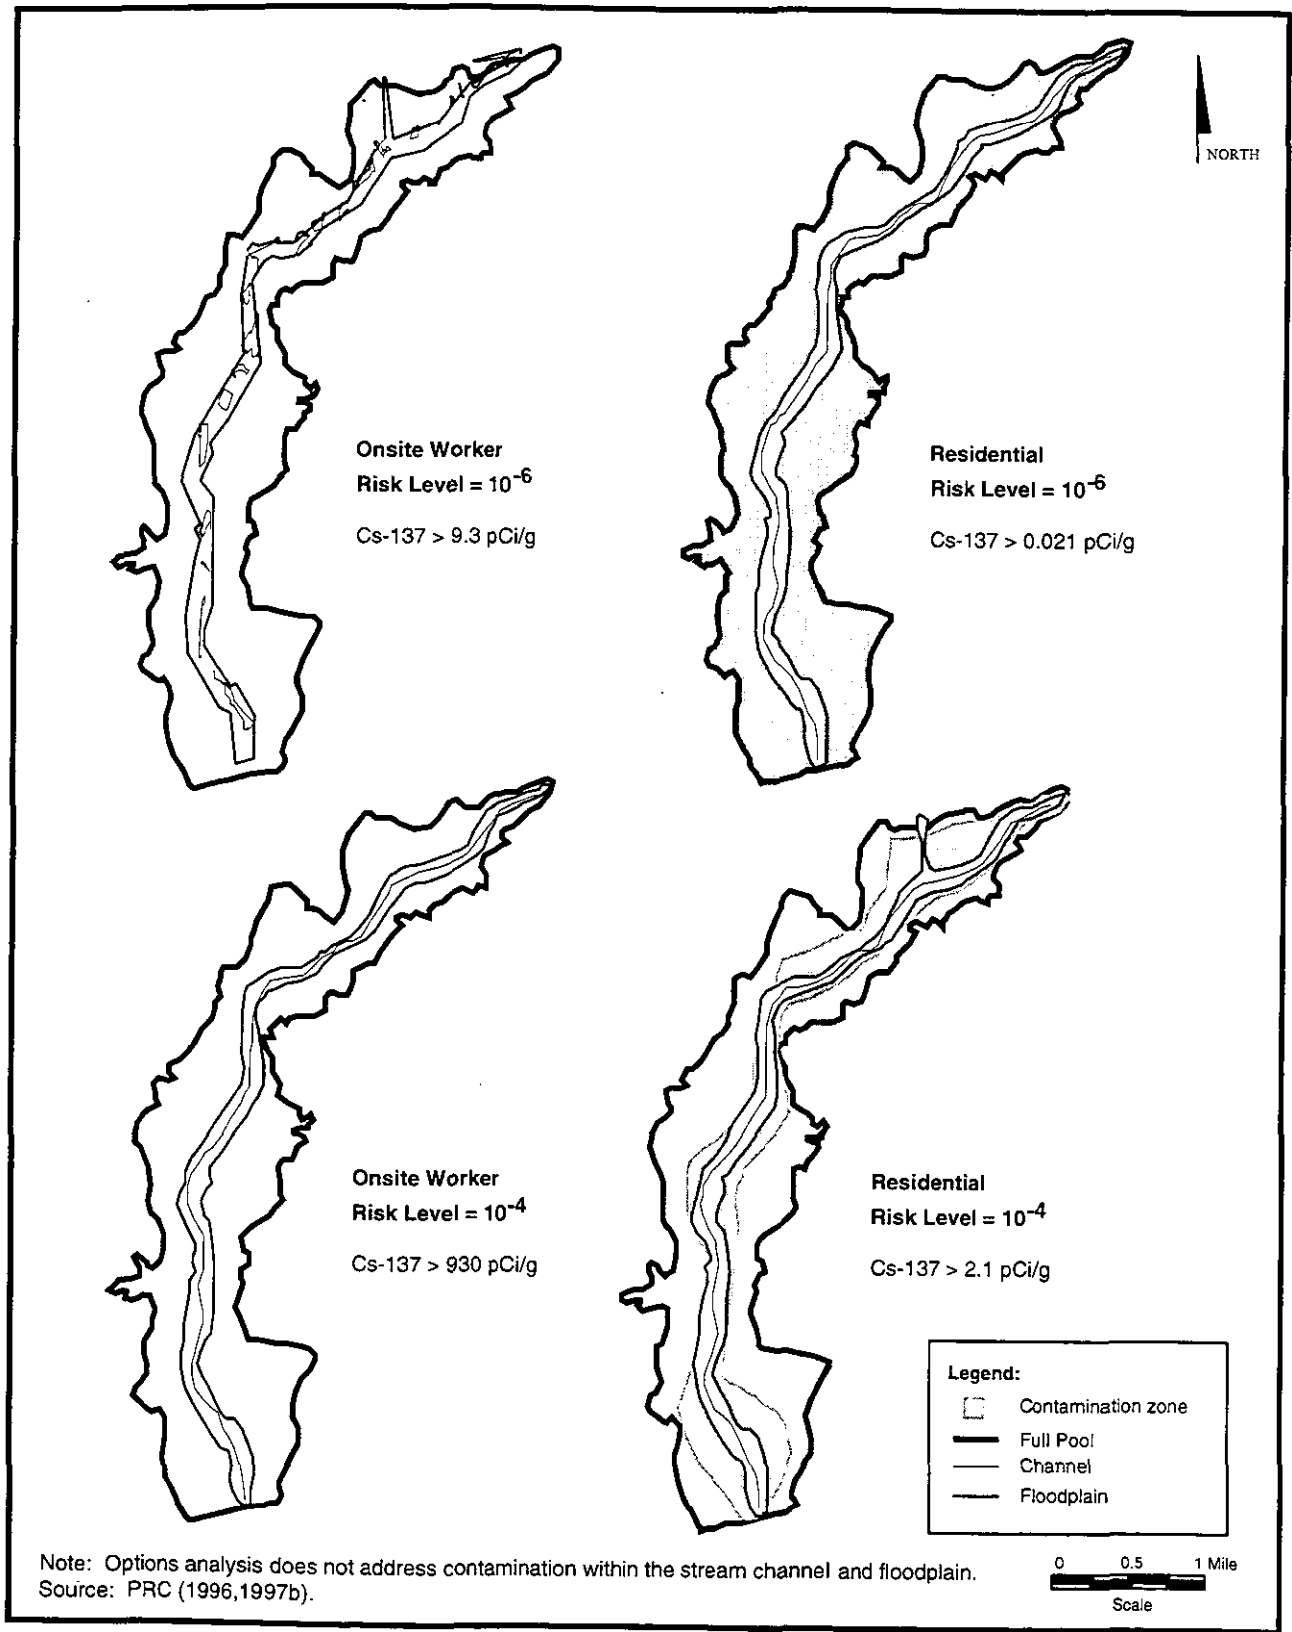 NORTH
Onsite Worker
Risk Level = 10⁻⁶
Cs-137 > 9.3 pCi/g
Residential
Risk Level = 10⁻⁶
Cs-137 > 0.021 pCi/g
Onsite Worker
Risk Level = 10⁻⁴
Cs-137 > 930 pCi/g
Residential
Risk Level = 10⁻⁴
Cs-137 > 2.1 pCi/g
Legend:
Contamination zone
Full Pool
Channel
Floodplain
Note: Options analysis does not address contamination within the stream channel and floodplain.
Source: PRC (1996,1997b).
0 0.5 1 Mile
Scale